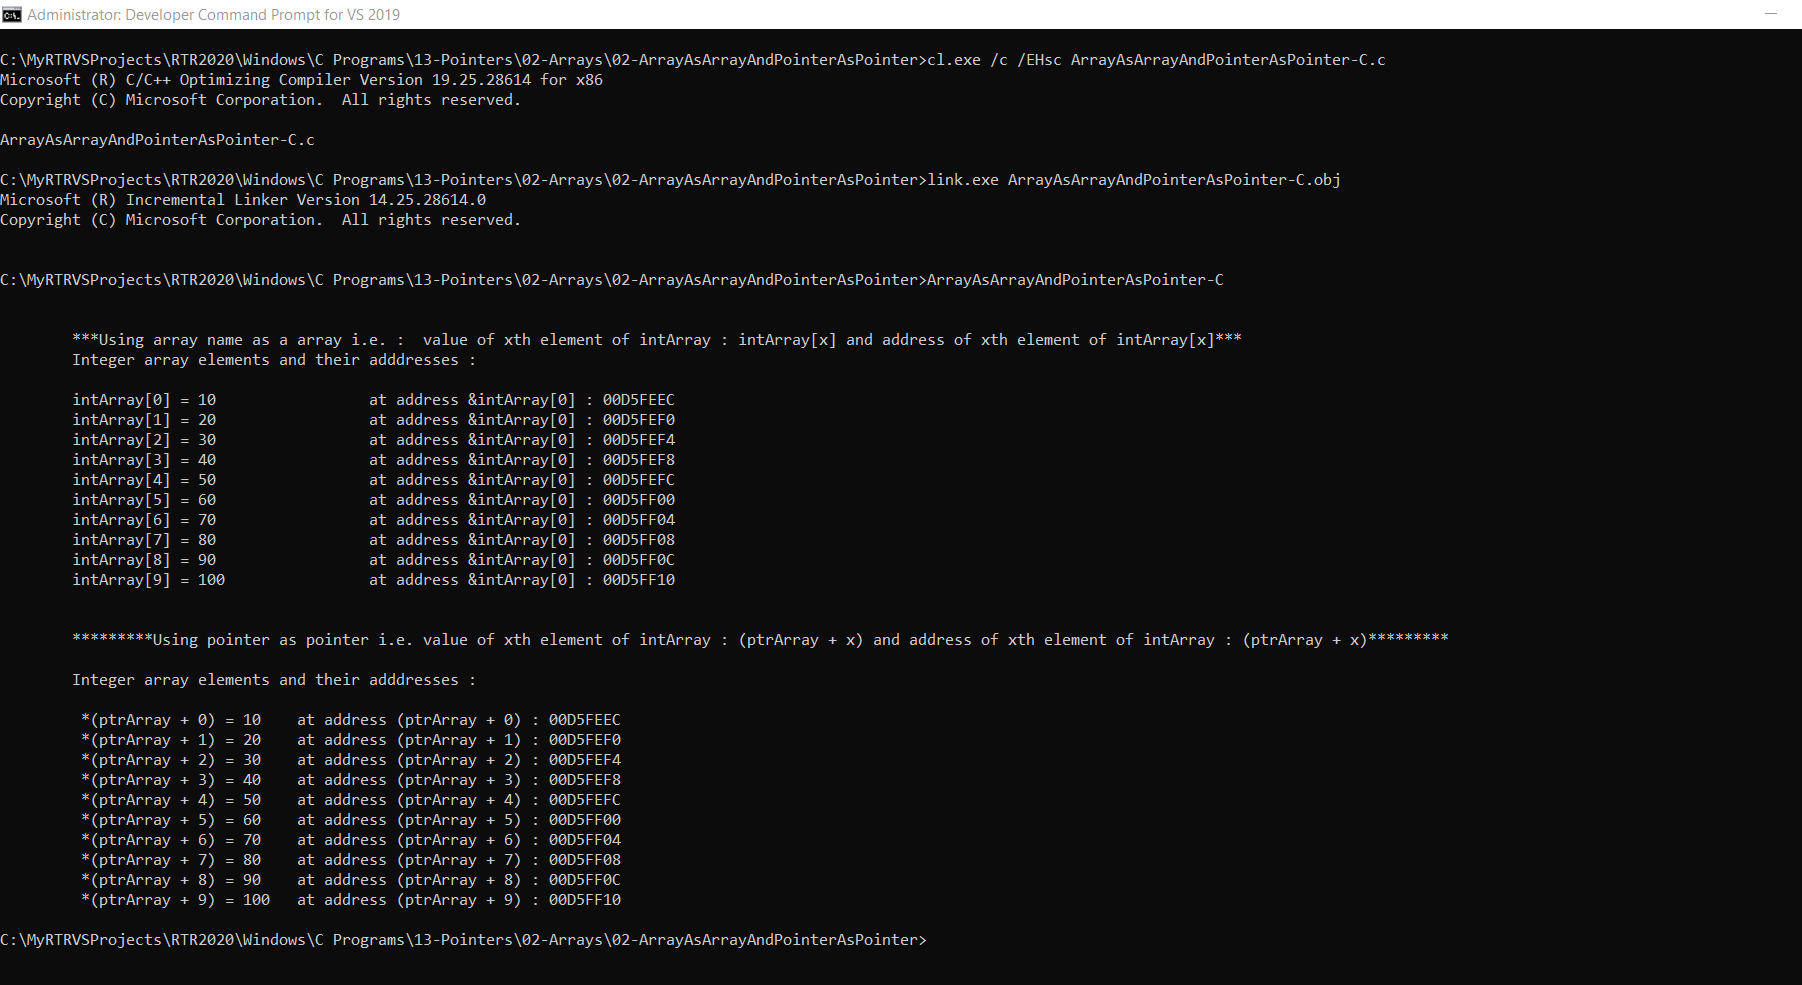 Administrator: Developer Command Prompt for VS 2019
C:\MyRTRVSProjects\RTR2020\Windows\C Programs\13-Pointers\02-Arrays\02-ArrayAsArrayAndPointerAsPointer>cl.exe /c /EHsc ArrayAsArrayAndPointerAsPointer-C.c
Microsoft (R) C/C++ Optimizing Compiler Version 19.25.28614 for x86
Copyright (C) Microsoft Corporation.  All rights reserved.
ArrayAsArrayAndPointerAsPointer-C.c
C:\MyRTRVSProjects\RTR2020\Windows\C Programs\13-Pointers\02-Arrays\02-ArrayAsArrayAndPointerAsPointer>link.exe ArrayAsArrayAndPointerAsPointer-C.obj
Microsoft (R) Incremental Linker Version 14.25.28614.0
Copyright (C) Microsoft Corporation.  All rights reserved.
C:\MyRTRVSProjects\RTR2020\Windows\C Programs\13-Pointers\02-Arrays\02-ArrayAsArrayAndPointerAsPointer>ArrayAsArrayAndPointerAsPointer-C
***Using array name as a array i.e. :  value of xth element of intArray : intArray[x] and address of xth element of intArray[x]***
Integer array elements and their adddresses :
intArray[0] = 10 at address &intArray[0] : 00D5FEEC
intArray[1] = 20 at address &intArray[0] : 00D5FEF0
intArray[2] = 30 at address &intArray[0] : 00D5FEF4
intArray[3] = 40 at address &intArray[0] : 00D5FEF8
intArray[4] = 50 at address &intArray[0] : 00D5FEFC
intArray[5] = 60 at address &intArray[0] : 00D5FF00
intArray[6] = 70 at address &intArray[0] : 00D5FF04
intArray[7] = 80 at address &intArray[0] : 00D5FF08
intArray[8] = 90 at address &intArray[0] : 00D5FF0C
intArray[9] = 100 at address &intArray[0] : 00D5FF10
*********Using pointer as pointer i.e. value of xth element of intArray : (ptrArray + x) and address of xth element of intArray : (ptrArray + x)*********
Integer array elements and their adddresses :
*(ptrArray + 0) = 10 at address (ptrArray + 0) : 00D5FEEC
*(ptrArray + 1) = 20 at address (ptrArray + 1) : 00D5FEF0
*(ptrArray + 2) = 30 at address (ptrArray + 2) : 00D5FEF4
*(ptrArray + 3) = 40 at address (ptrArray + 3) : 00D5FEF8
*(ptrArray + 4) = 50 at address (ptrArray + 4) : 00D5FEFC
*(ptrArray + 5) = 60 at address (ptrArray + 5) : 00D5FF00
*(ptrArray + 6) = 70 at address (ptrArray + 6) : 00D5FF04
*(ptrArray + 7) = 80 at address (ptrArray + 7) : 00D5FF08
*(ptrArray + 8) = 90 at address (ptrArray + 8) : 00D5FF0C
*(ptrArray + 9) = 100 at address (ptrArray + 9) : 00D5FF10
C:\MyRTRVSProjects\RTR2020\Windows\C Programs\13-Pointers\02-Arrays\02-ArrayAsArrayAndPointerAsPointer>